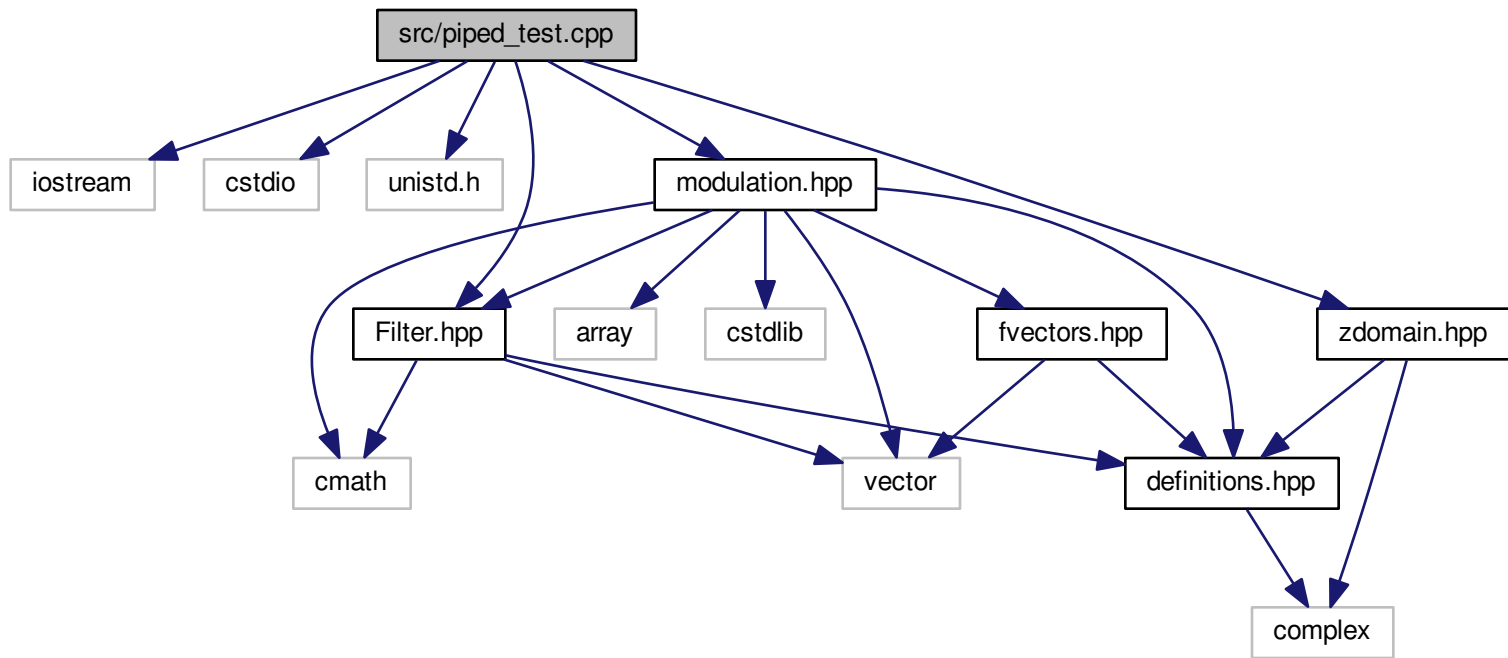 src/piped_test.cpp
iostream
cstdio
unistd.h
modulation.hpp
Filter.hpp
array
cstdlib
fvectors.hpp
zdomain.hpp
cmath
vector
definitions.hpp
complex